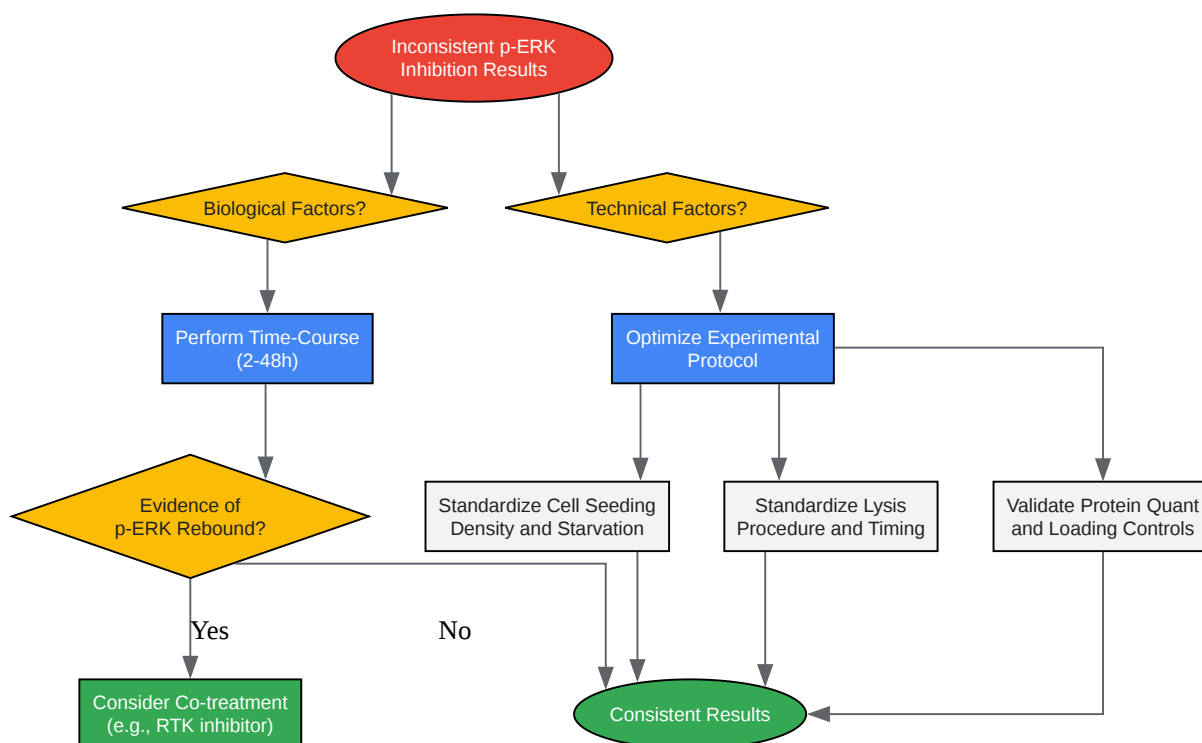 Inconsistent p-ERK
Inhibition Results
Biological Factors?
Technical Factors?
Perform Time-Course
(2-48h)
Optimize Experimental
Protocol
Evidence of
p-ERK Rebound?
Standardize Cell Seeding
Density and Starvation
Standardize Lysis
Procedure and Timing
Validate Protein Quant
and Loading Controls
Yes
No
Consider Co-treatment
(e.g., RTK inhibitor)
Consistent Results